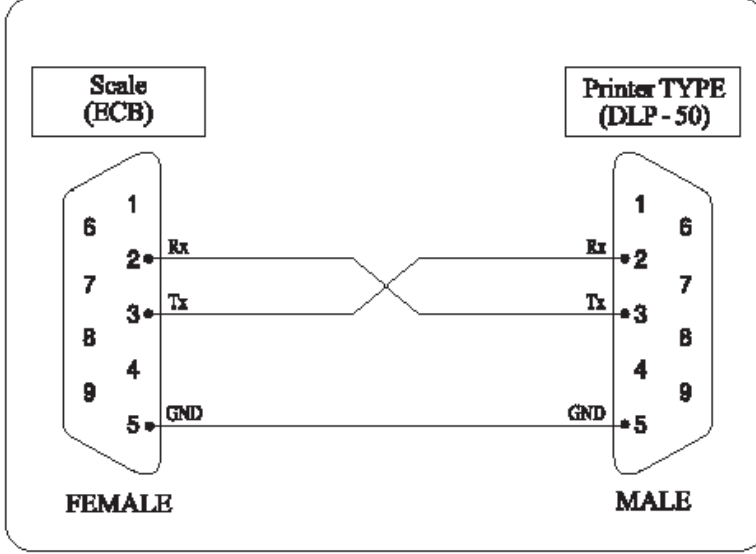 Scale
(ECB)
Printer TYPE
(DLP - 50)
1
6
2
Rx
7
3
Tx
8
4
9
5
GND
FEMALE
1
6
Rx
2
7
Tx
3
8
4
9
GND
5
MALE